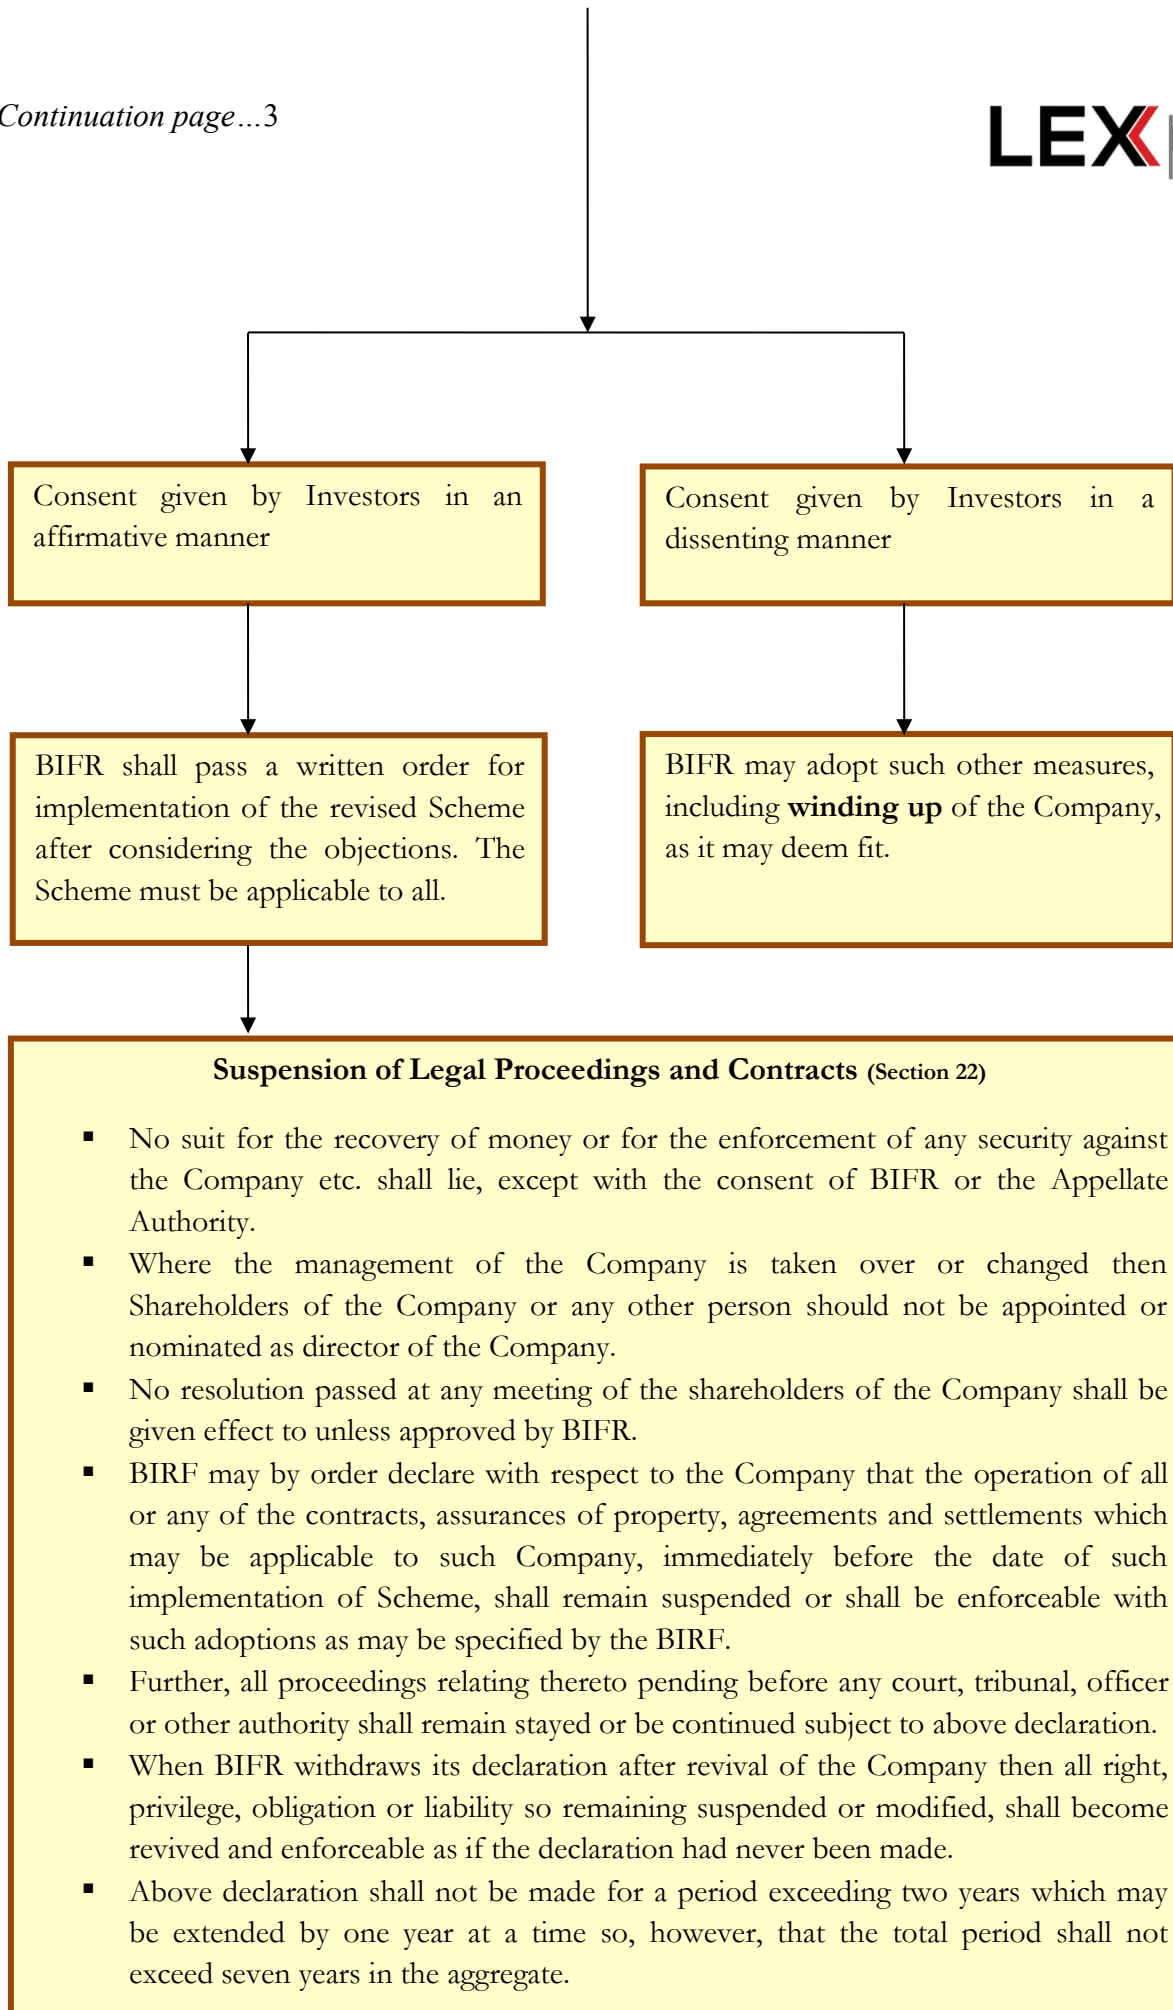 Continuation page…3
LEX
Consent given by Investors in an
affirmative manner
Consent given by Investors in a
dissenting manner
BIFR shall pass a written order for
implementation of the revised Scheme
after considering the objections. The
Scheme must be applicable to all.
BIFR may adopt such other measures,
including winding up of the Company,
as it may deem fit.
Suspension of Legal Proceedings and Contracts (Section 22)
▪ No suit for the recovery of money or for the enforcement of any security against
the Company etc. shall lie, except with the consent of BIFR or the Appellate
Authority.
▪ Where the management of the Company is taken over or changed then
Shareholders of the Company or any other person should not be appointed or
nominated as director of the Company.
▪ No resolution passed at any meeting of the shareholders of the Company shall be
given effect to unless approved by BIFR.
▪ BIRF may by order declare with respect to the Company that the operation of all
or any of the contracts, assurances of property, agreements and settlements which
may be applicable to such Company, immediately before the date of such
implementation of Scheme, shall remain suspended or shall be enforceable with
such adoptions as may be specified by the BIRF.
▪ Further, all proceedings relating thereto pending before any court, tribunal, officer
or other authority shall remain stayed or be continued subject to above declaration.
▪ When BIFR withdraws its declaration after revival of the Company then all right,
privilege, obligation or liability so remaining suspended or modified, shall become
revived and enforceable as if the declaration had never been made.
▪ Above declaration shall not be made for a period exceeding two years which may
be extended by one year at a time so, however, that the total period shall not
exceed seven years in the aggregate.